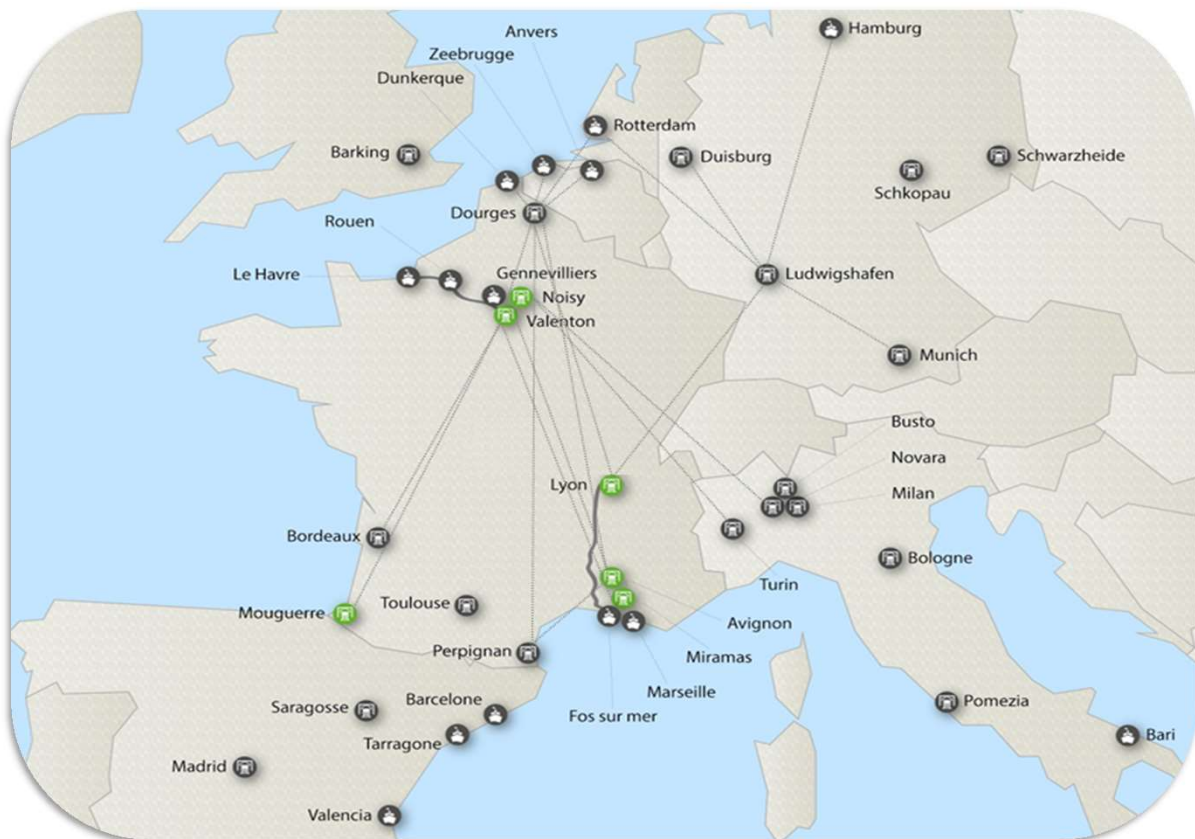 Anvers
Hamburg
Zeebrugge
Dunkerque
Rotterdam
Barking
Duisburg
Schwarzheide
Schkopau
Dourges
Rouen
Le Havre
Gennevilliers
Ludwigshafen
Noisy
Valenton
Munich
Busto
Novara
Lyon
Milan
Bordeaux
Bologne
Turin
Toulouse
Mouguerre
Avignon
Perpignan
Miramas
Marseille
Barcelone
Saragosse
Fos sur mer
Pomezia
Tarragone
Bari
Madrid
Valencia